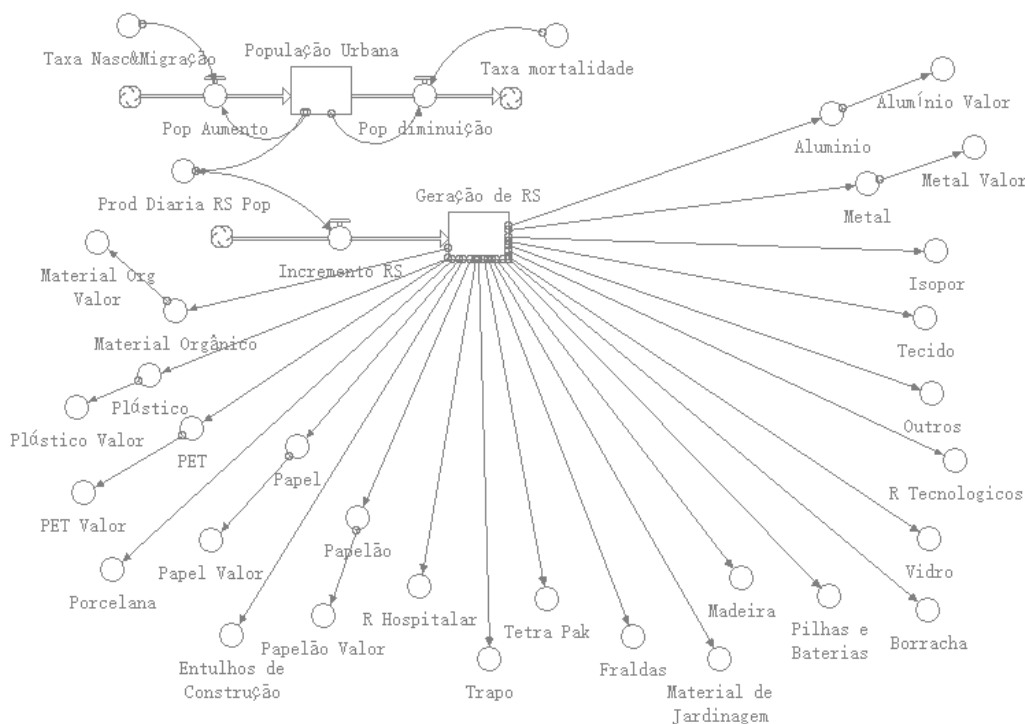 População Urbana
Taxa Nasc&Migração
Taxa mortalidade
Alumínio Valor
Pop Aumento
Pop diminuição
Aluminio
Metal Valor
Prod Diaria RS Pop
Geração de RS
Metal
Incremento RS
Material Org
Valor
Isopor
Material Orgânico
Tecido
Plástico
Plástico Valor
Outros
PET
Papel
R Tecnologicos
PET Valor
Papelão
Papel Valor
Vidro
Porcelana
R Hospitalar
Tetra Pak
Madeira
Pilhas e
Baterias
Borracha
Papelão Valor
Entulhos de
Construção
Trapo
Fraldas
Material de
Jardinagem